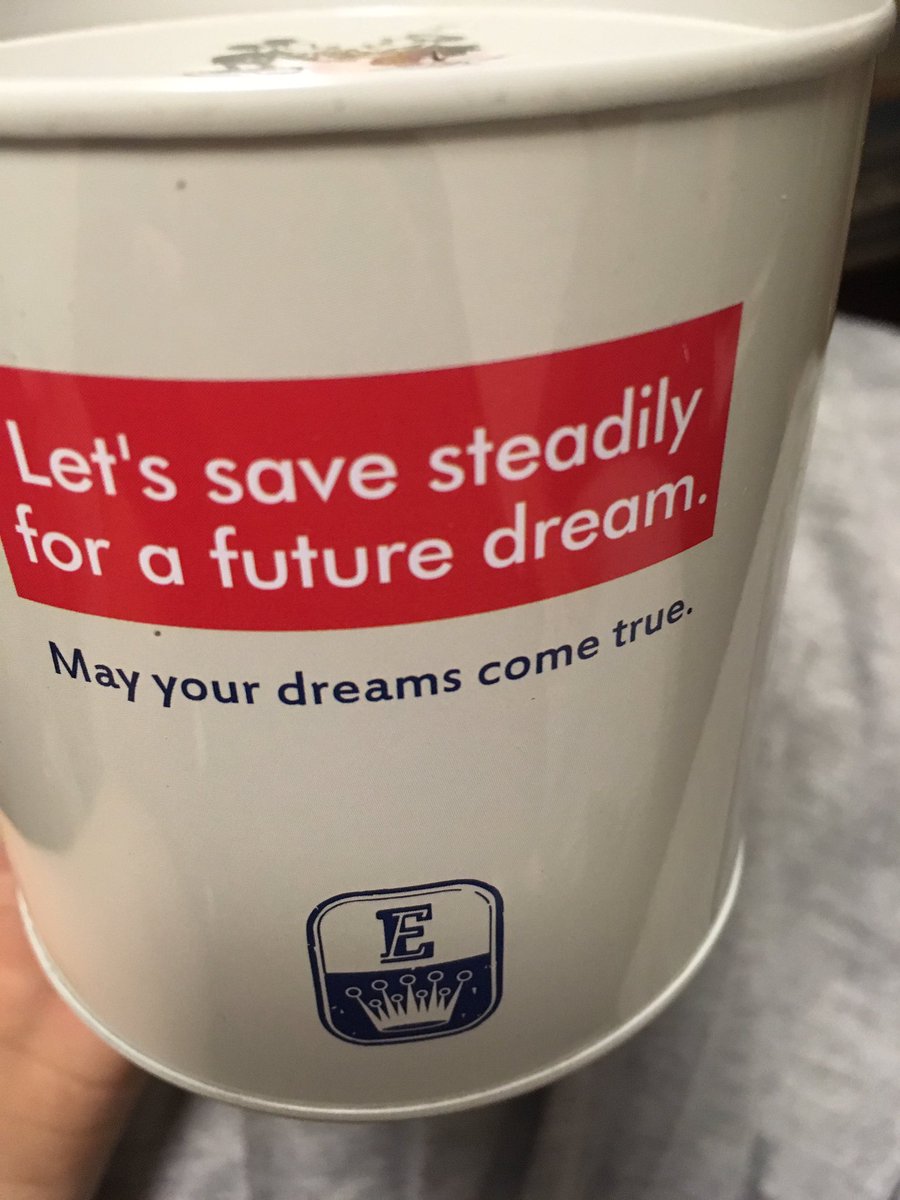 Let's save steadily
for a future dream.
May your dreams come true.
E